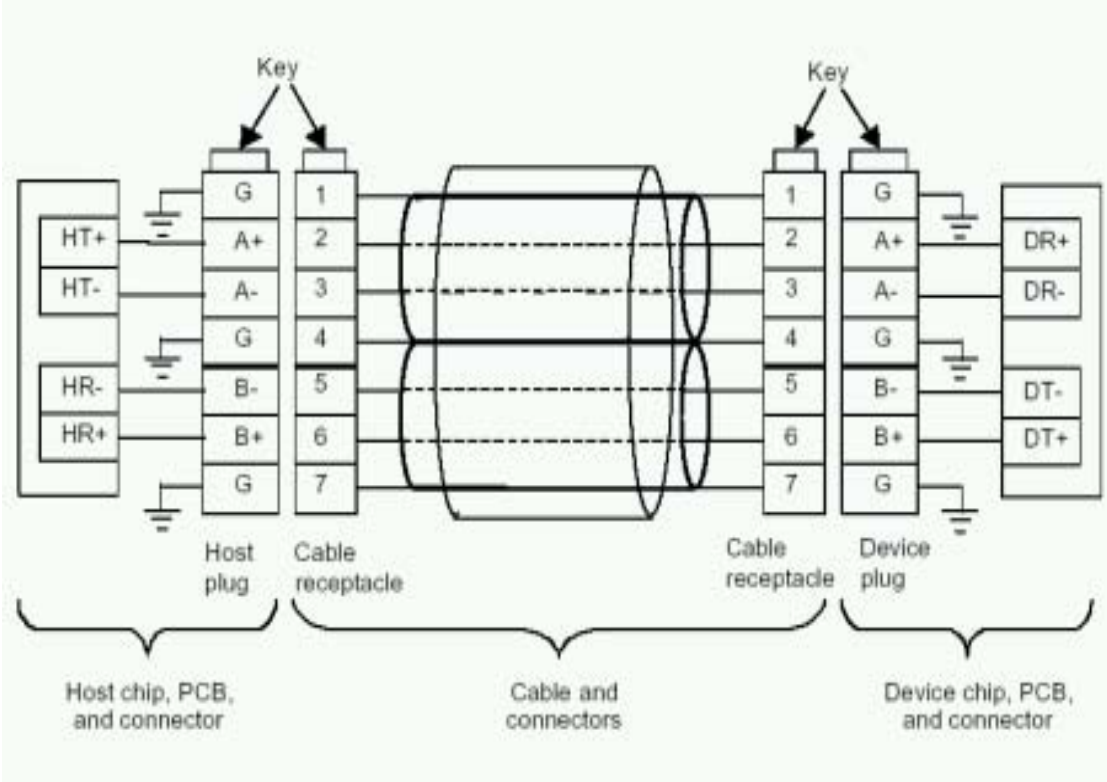 Key Key
G 1 1 G
HT+ A+ 2 2 A+ DR+
HT- A- 3 3 A- DR-
G 4 4 G
HR- B- 5 5 B- DT-
HR+ B+ 6 6 B+ DT+
G 7 7 G
Host plug
Cable receptacle
Cable receptacle
Device plug
Host chip, PCB,
and connector
Cable and
connectors
Device chip, PCB,
and connector